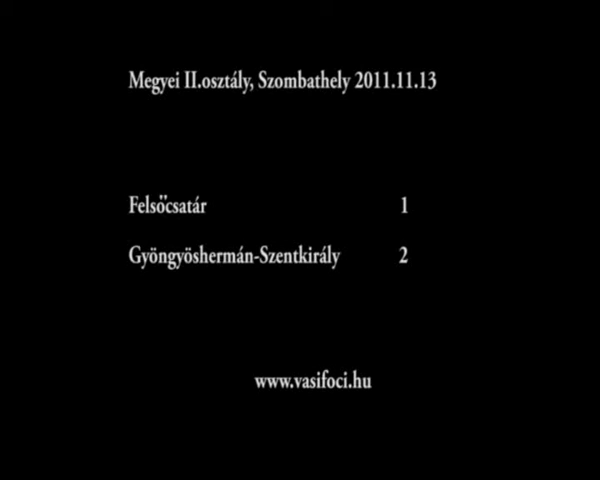 Megyei II.osztály, Szombathely 2011.11.13
Felsőcsatár 1
Gyöngyöshermán-Szentkirály 2
www.vasifoci.hu